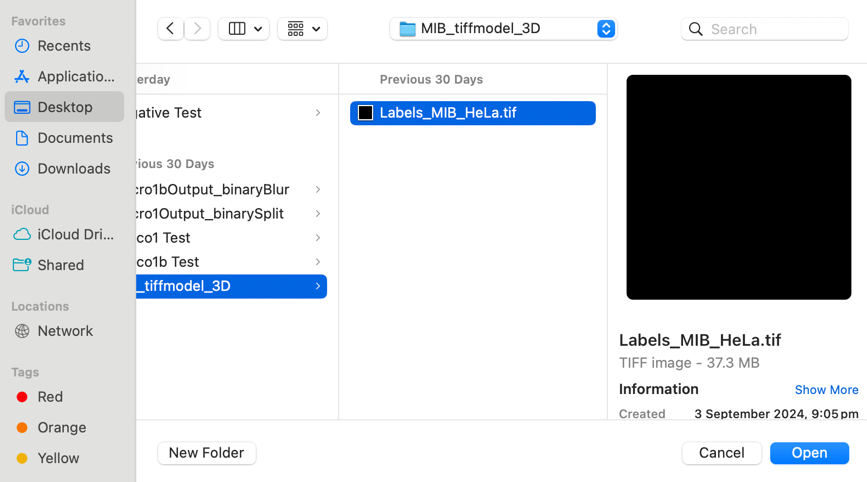 Favorites
Recents
Applicatio...
Desktop
Documents
Downloads
iCloud
iCloud Dri...
Shared
Locations
Network
Tags
Red
Orange
Yellow
MIB_tiffmodel_3D
Search
erday
gative Test
vious 30 Days
cro1bOutput_binaryBlur
cro1Output_binarySplit
co1 Test
co1b Test
_tiffmodel_3D
Previous 30 Days
Labels_MIB_HeLa.tif
Labels_MIB_HeLa.tif
TIFF image - 37.3 MB
Information
Show More
Created 3 September 2024, 9:05 pm
New Folder
Cancel
Open